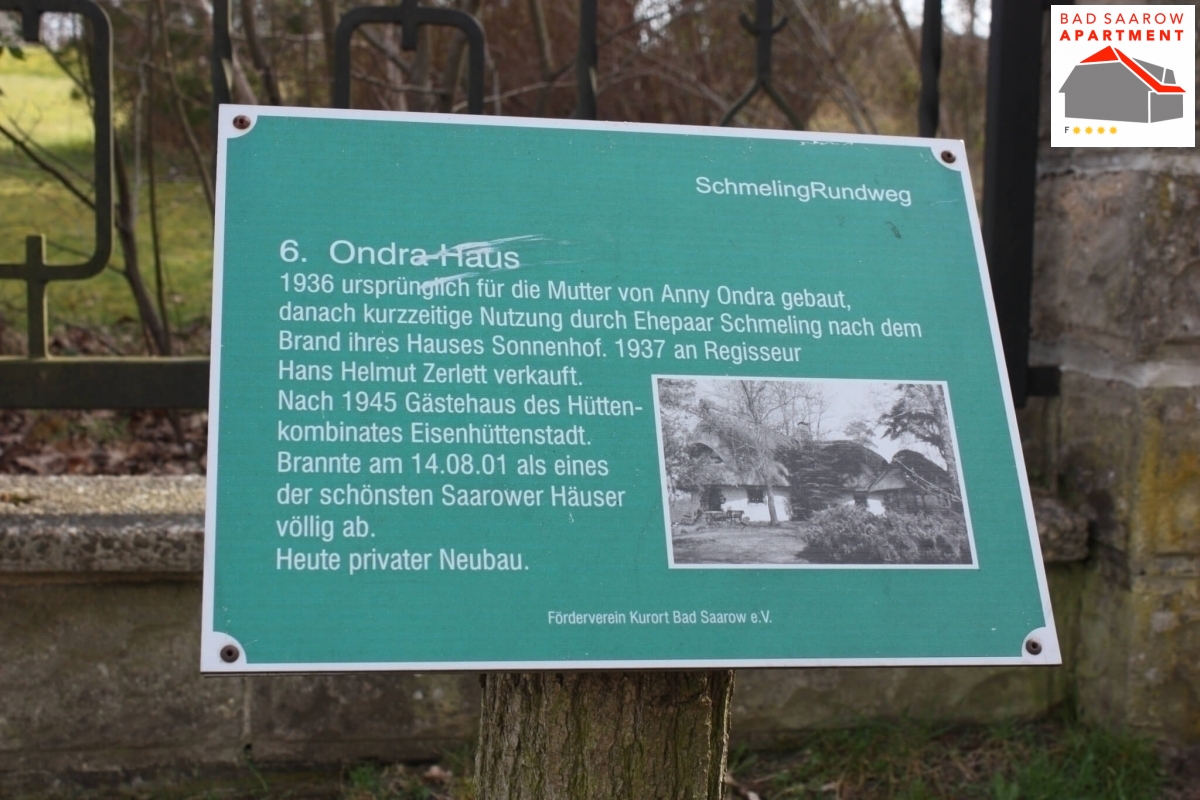 BAD SAAROW
APARTMENT
F
SchmelingRundweg
6. Ondra-Haus
1936 ursprünglich für die Mutter von Anny Ondra gebaut,
danach kurzzeitige Nutzung durch Ehepaar Schmeling nach dem
Brand ihres Hauses Sonnenhof. 1937 an Regisseur
Hans Helmut Zerlett verkauft.
Nach 1945 Gästehaus des Hütten-
kombinates Eisenhüttenstadt.
Brannte am 14.08.01 als eines
der schönsten Saarower Häuser
völlig ab.
Heute privater Neubau.
Förderverein Kurort Bad Saarow e.V.